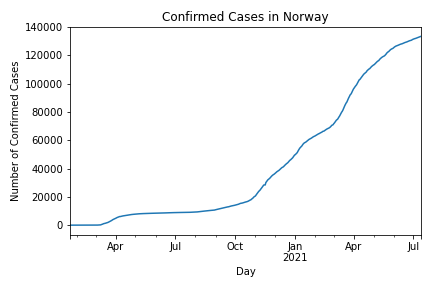 Confirmed Cases in Norway
140000
120000
100000
80000
60000
40000
20000
0
Number of Confirmed Cases
Apr Jul Oct Jan Apr Jul
2021
Day